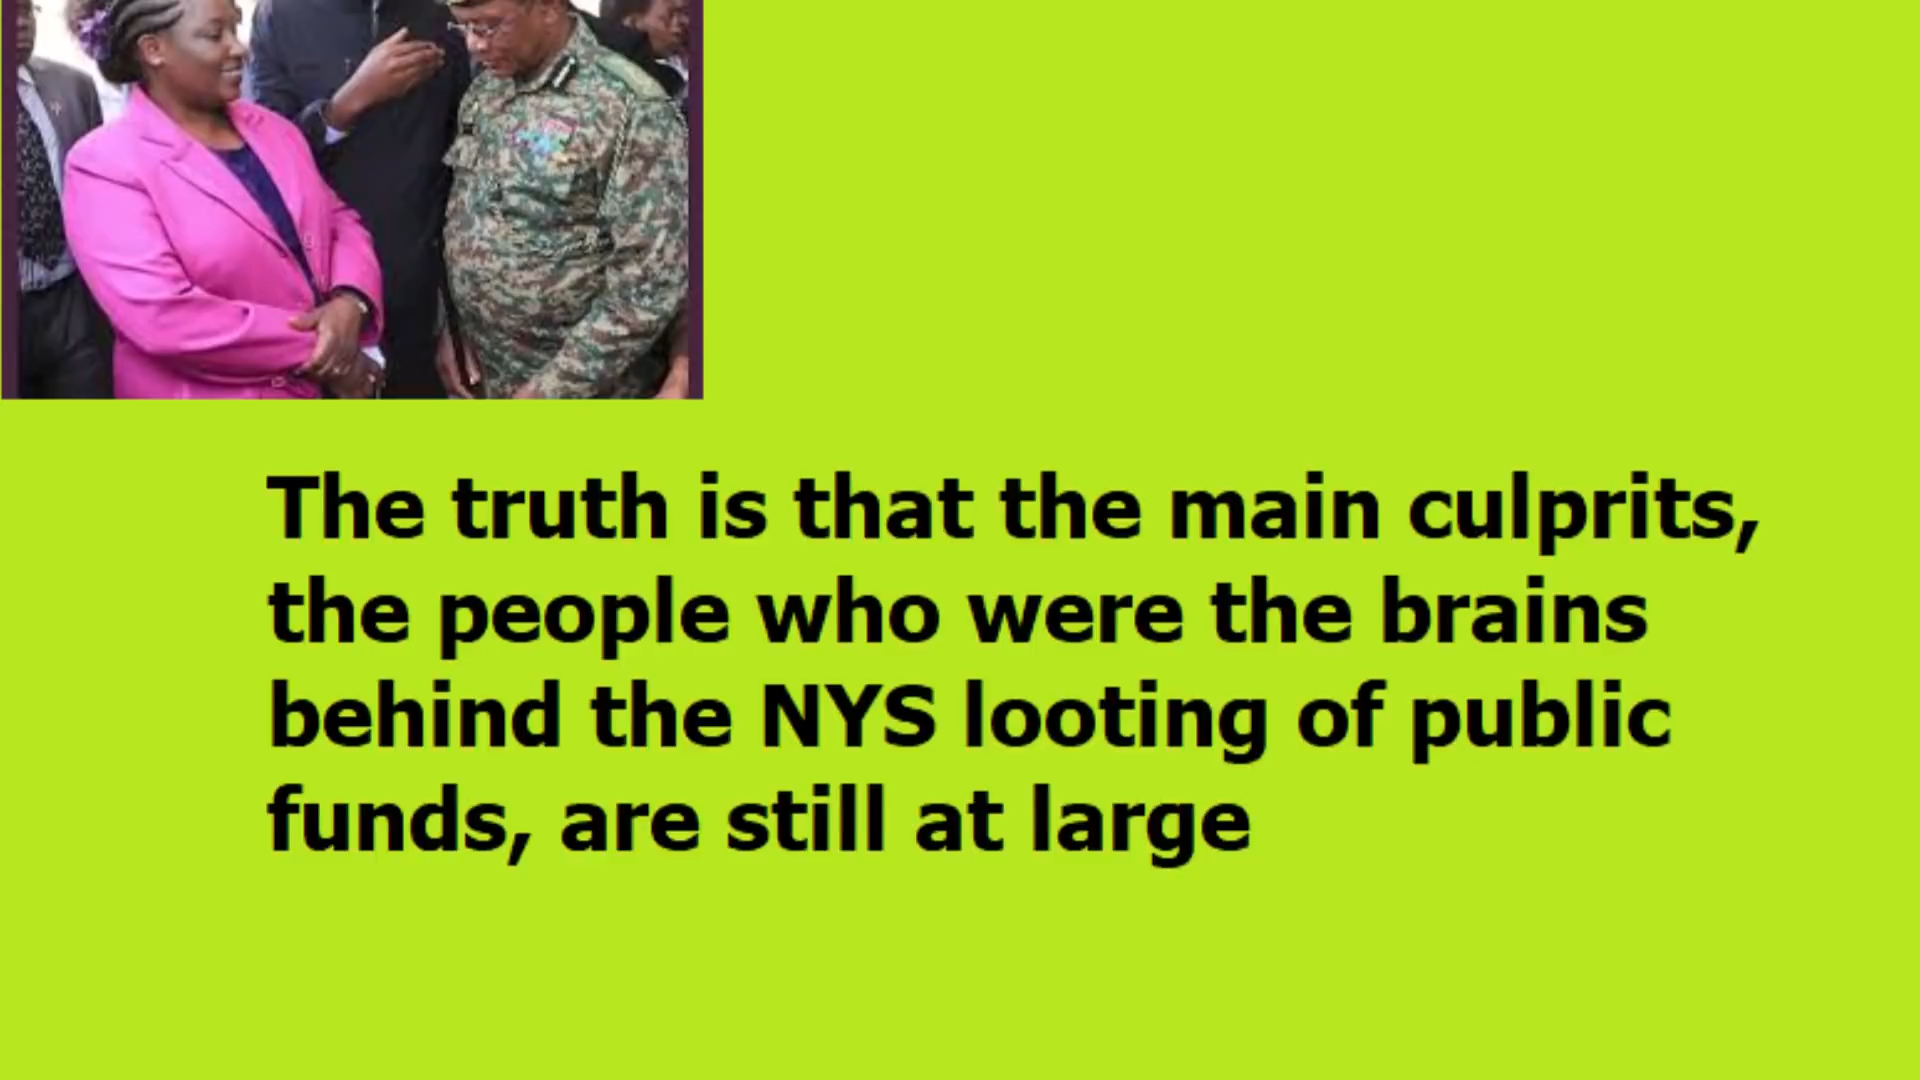 The truth is that the main culprits,
the people who were the brains
behind the NYS looting of public
funds, are still at large